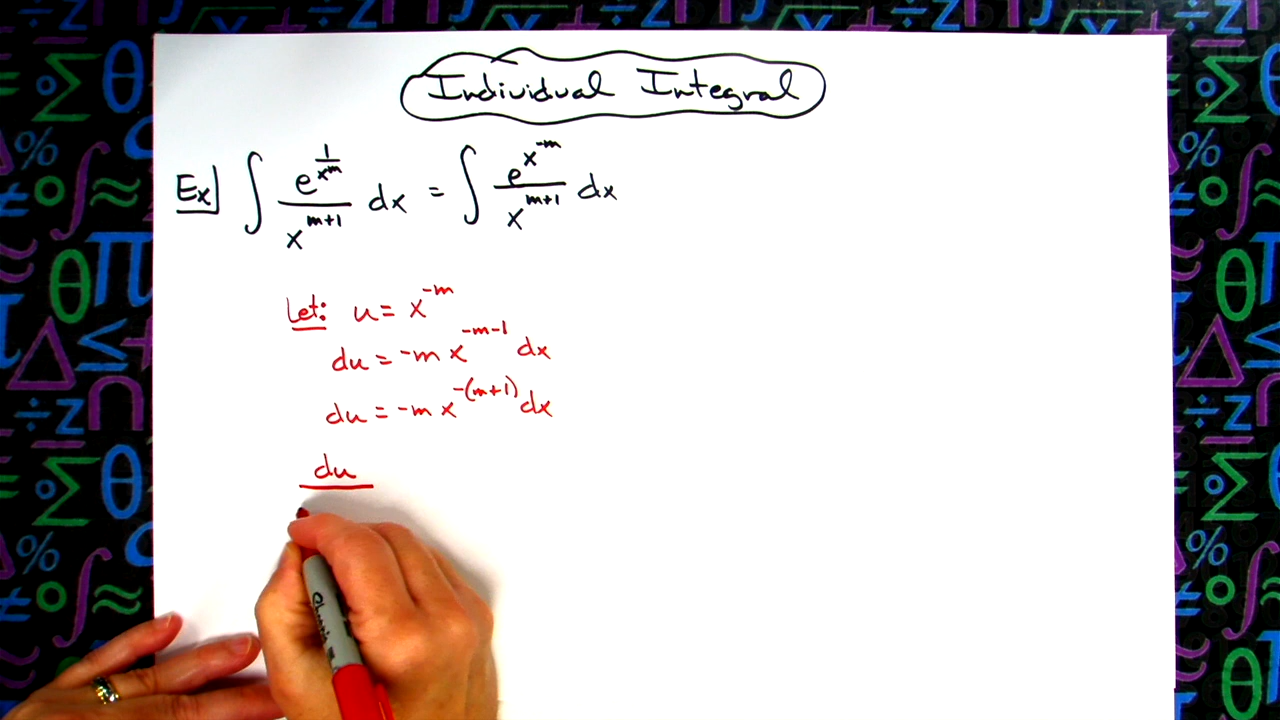 Individual Integral
Ex] ∫ e^(1/x^m) / x^(m+1) dx = ∫ e^(x^(-m)) / x^(m+1) dx
Let: u = x^(-m)
du = -m x^(-m-1) dx
du = -m x^(-(m+1)) dx
du